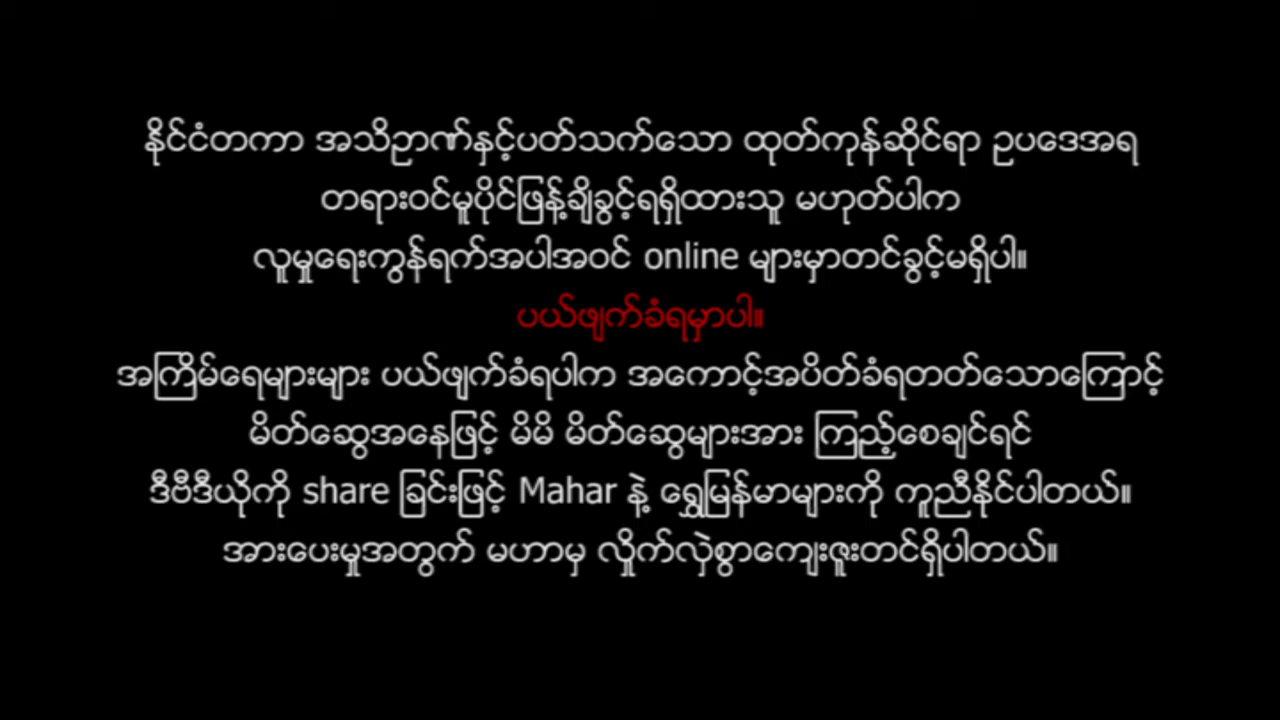 နိုင်ငံတကာ အသိဉာဏ်နှင့်ပတ်သက်သော ထုတ်ကုန်ဆိုင်ရာ ဥပဒေအရ
တရားဝင်မူပိုင်ဖြန့်ချိခွင့်ရရှိထားသူ မဟုတ်ပါက
လူမှုရေးကွန်ရက်အပါအဝင် online များမှာတင်ခွင့်မရှိပါ။
ပယ်ဖျက်ခံရမှာပါ။
အကြိမ်ရေများများ ပယ်ဖျက်ခံရပါက အကောင့်အပိတ်ခံရတတ်သောကြောင့်
မိတ်ဆွေအနေဖြင့် မိမိ မိတ်ဆွေများအား ကြည့်စေချင်ရင်
ဒီဗီဒီယိုကို share ခြင်းဖြင့် Mahar နဲ့ ရွှေမြန်မာများကို ကူညီနိုင်ပါတယ်။
အားပေးမှုအတွက် မဟာမှ လှိုက်လှဲစွာကျေးဇူးတင်ရှိပါတယ်။